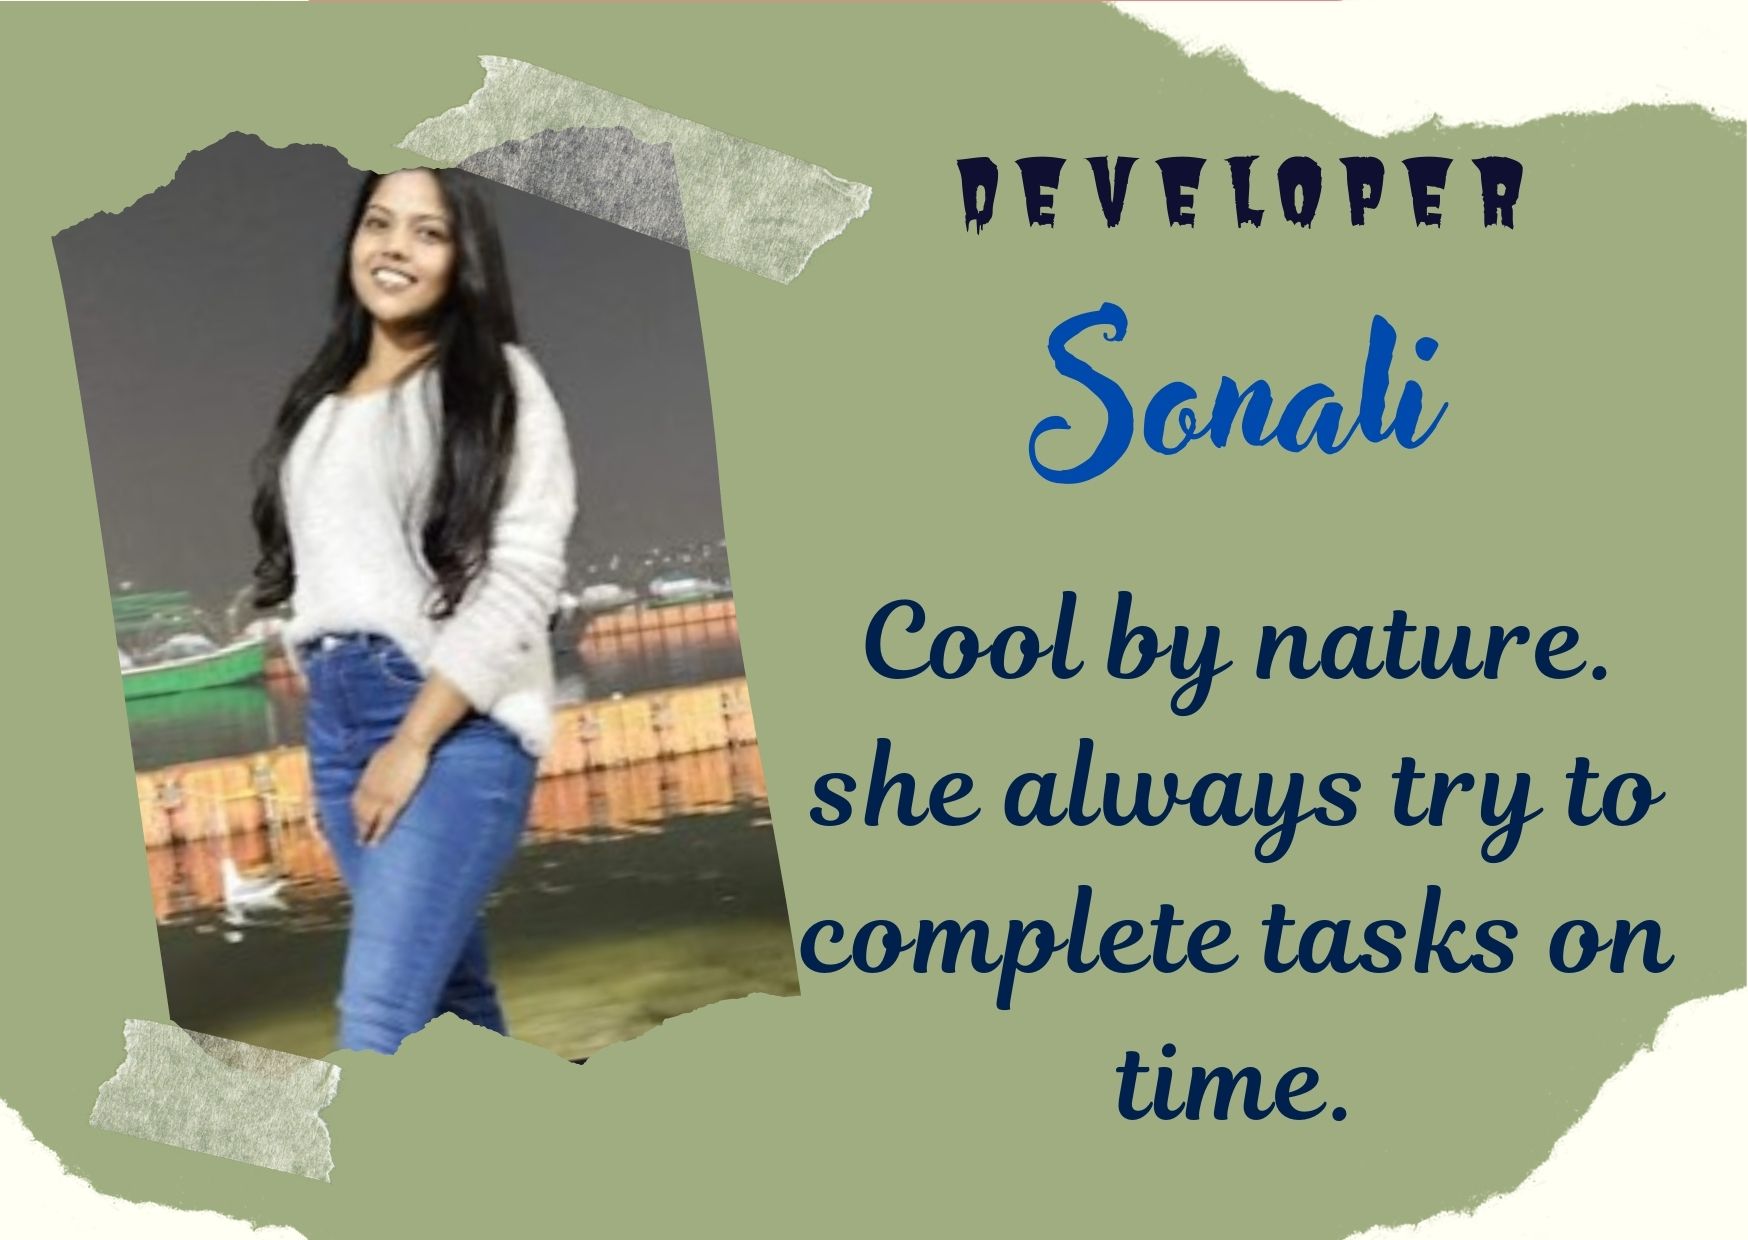 DEVELOPER
Sonali
Cool by nature.
she always try to
complete tasks on
time.